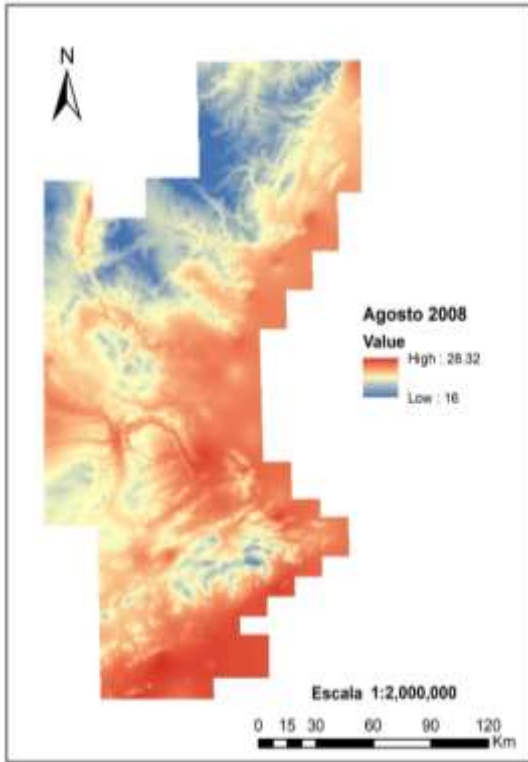 N
Agosto 2008
Value
High : 28.32
Low : 16
Escala 1:2,000,000
0 15 30 60 90 120
Km